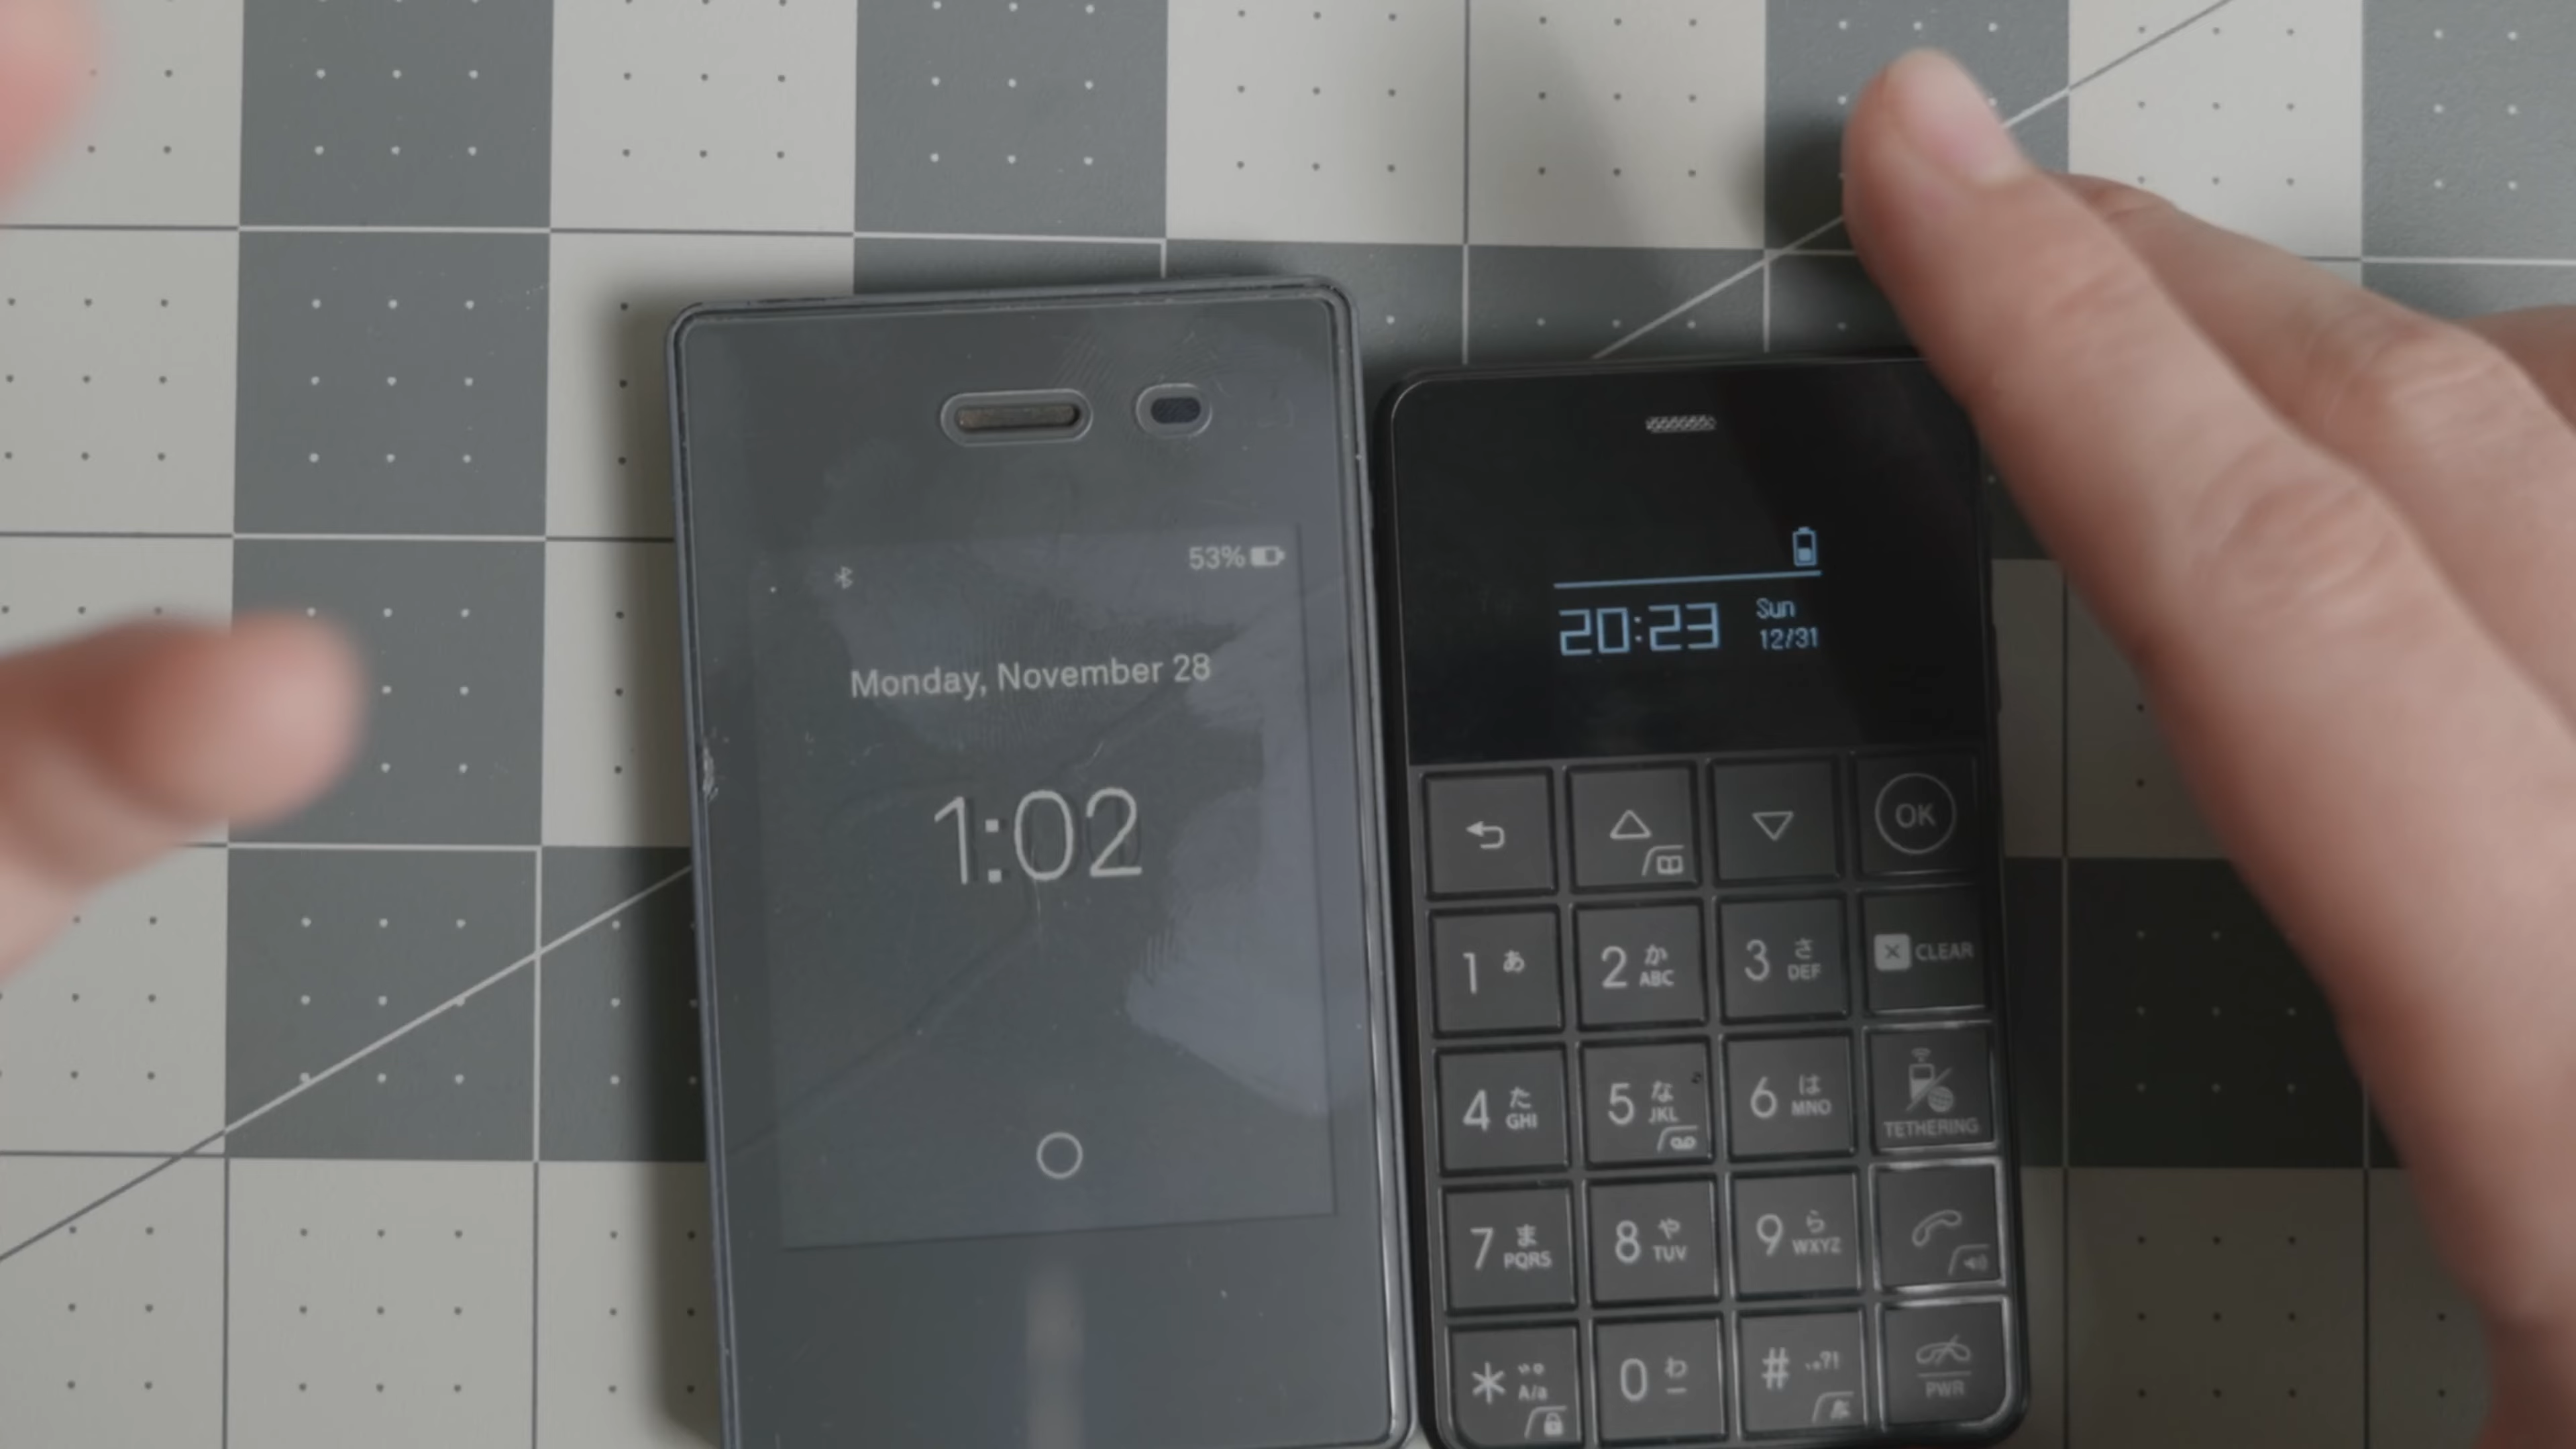 53%
Monday, November 28
1:02
20:23
Sun
12/31
OK
1 あ
2 か ABC
3 さ DEF
CLEAR
4 た GHI
5 な JKL
6 は MNO
TETHERING
7 ま PQRS
8 や TUV
9 ら WXYZ
* A/a
0 わ
#
PWR